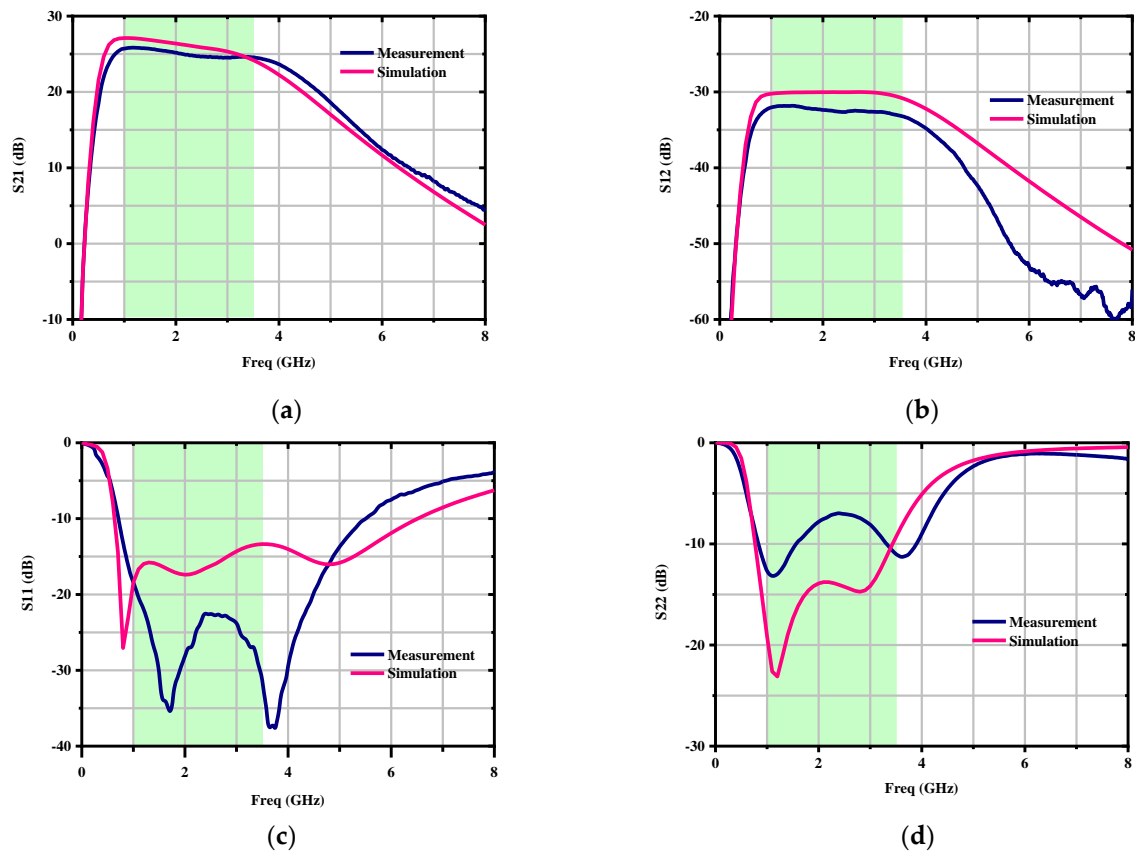 30
20
10
0
-10
S21 (dB)
Measurement
Simulation
0 2 4 6 8
Freq (GHz)
(a)
-20
-30
-40
-50
-60
S12 (dB)
Measurement
Simulation
0 2 4 6 8
Freq (GHz)
(b)
0
-10
-20
-30
-40
S11 (dB)
Measurement
Simulation
0 2 4 6 8
Freq (GHz)
(c)
0
-10
-20
-30
S22 (dB)
Measurement
Simulation
0 2 4 6 8
Freq (GHz)
(d)